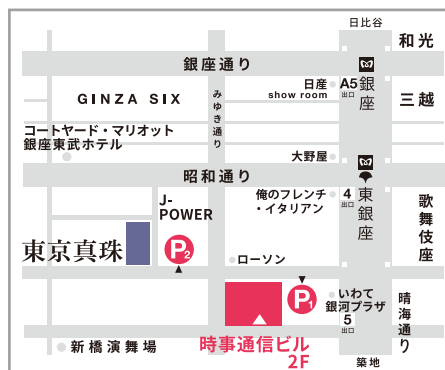 日比谷
和光
銀座通り
日産
show room
A5
出口
銀座
三越
GINZA SIX
みゆき通り
コートヤード・マリオット
銀座東武ホテル
大野屋
昭和通り
J-
POWER
俺のフレンチ
・イタリアン
4
出口
東銀座
歌舞伎座
東京真珠
P2
ローソン
P1
いわて
銀河プラザ
5
出口
晴海通り
時事通信ビル
2F
新橋演舞場
築地